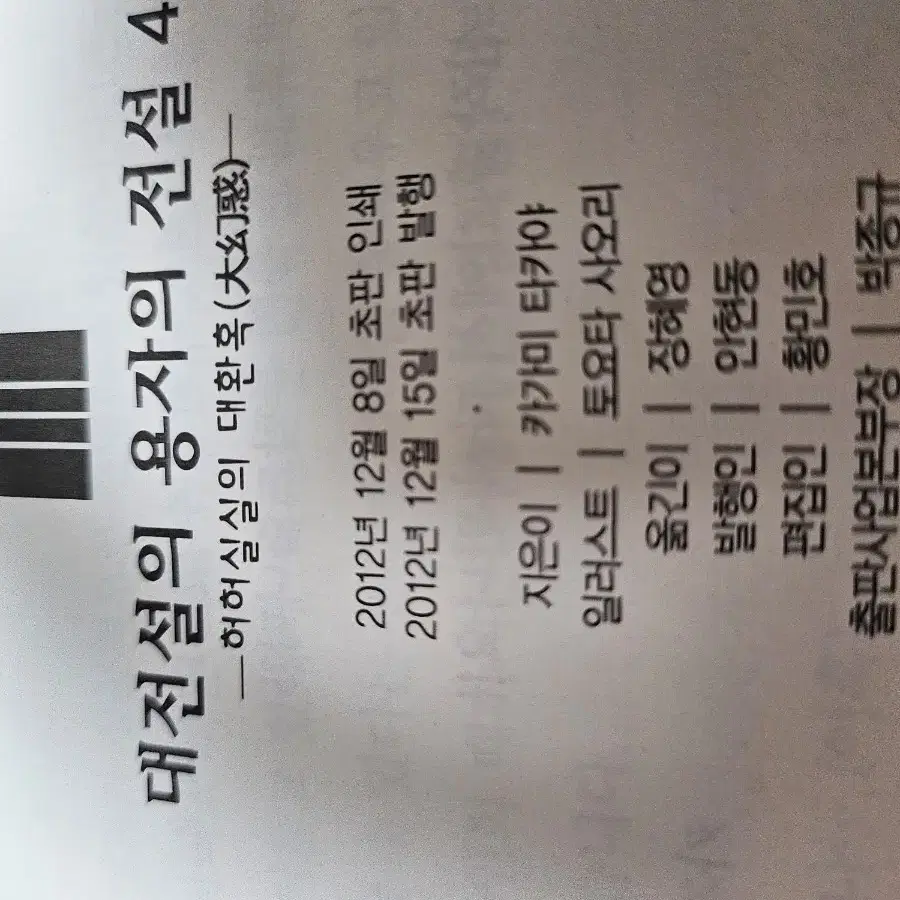 대전설의 용자의 전설 4
—허허실실의 대환혹(大幻惑)—
2012년 12월 8일 초판 인쇄
2012년 12월 15일 초판 발행
지은이 | 카가미 타카야
일러스트 | 토요타 사오리
옮긴이 | 장혜영
발행인 | 안현동
편집인 | 황민호
출판사업본부장 | 박종규